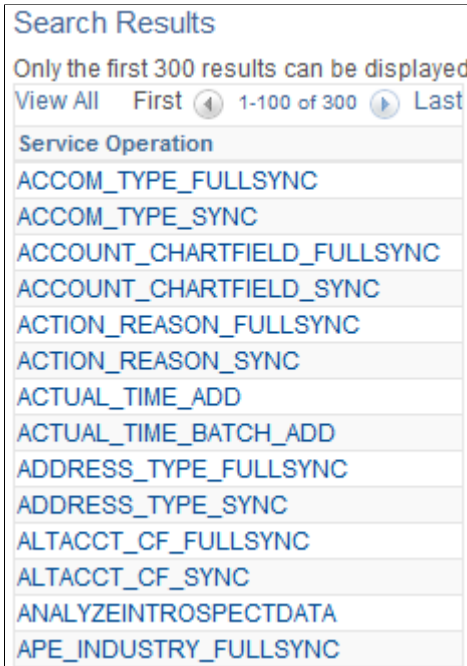 Search Results
Only the first 300 results can be displayed
View All First 1-100 of 300 Last
Service Operation
ACCOM_TYPE_FULLSYNC
ACCOM_TYPE_SYNC
ACCOUNT_CHARTFIELD_FULLSYNC
ACCOUNT_CHARTFIELD_SYNC
ACTION_REASON_FULLSYNC
ACTION_REASON_SYNC
ACTUAL_TIME_ADD
ACTUAL_TIME_BATCH_ADD
ADDRESS_TYPE_FULLSYNC
ADDRESS_TYPE_SYNC
ALTACCT_CF_FULLSYNC
ALTACCT_CF_SYNC
ANALYZEINTROSPECTDATA
APE_INDUSTRY_FULLSYNC